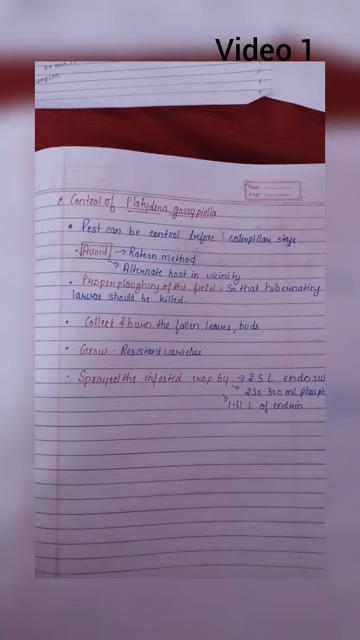 Video 1
Date
Page
* Control of Platydera gossypiella
* Pest can be control before caterpillar stage.
• Avoid → Ratoon method
→ Alternate host in vicinity
• Proper ploughing of the field: So that hibernating
larvae should be killed.
• Collect & burn the fallen leaves, buds
• Grow - Resistant varieties
• Sprayed the infested crop by → 2.5 L endosu
→ 250-300 ml phosph
→ 1.11 L of endrin